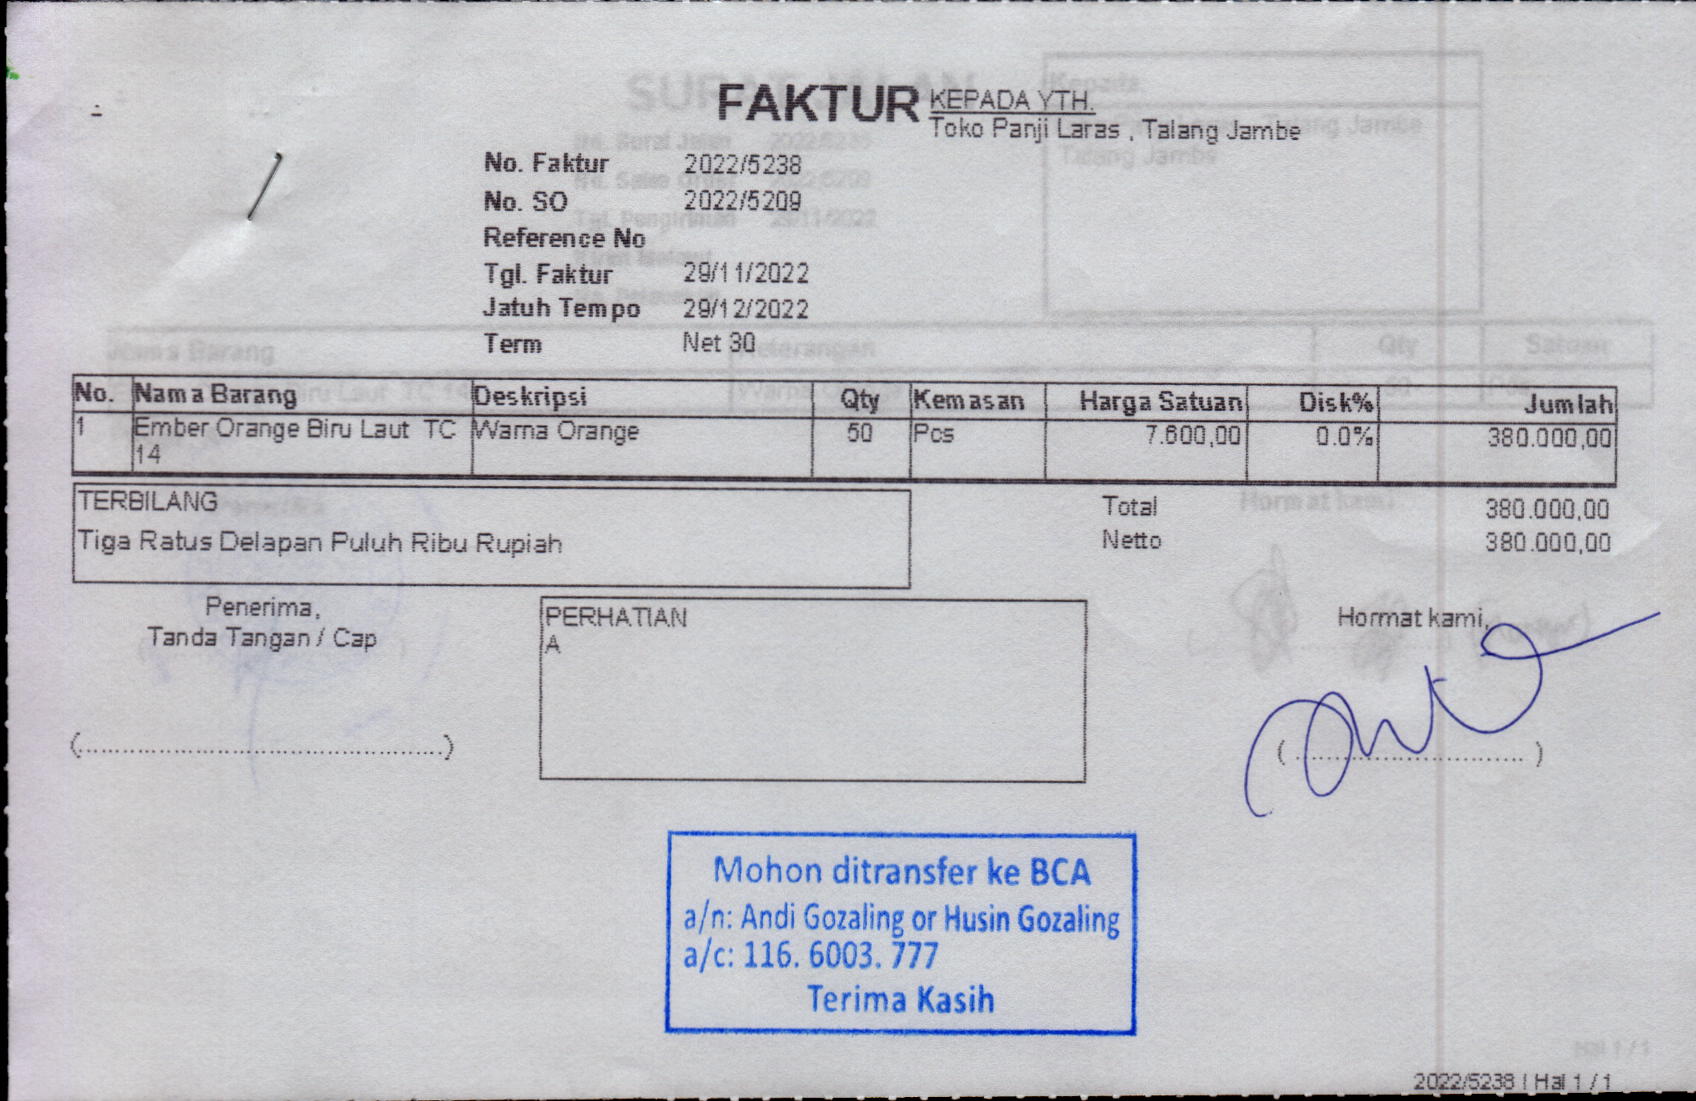 FAKTUR
KEPADA YTH.
Toko Panji Laras , Talang Jambe
No. Faktur 2022/5238
No. SO 2022/5209
Reference No
Tgl. Faktur 29/11/2022
Jatuh Tempo 29/12/2022
Term Net 30
No. Nama Barang Deskripsi Qty Kemasan Harga Satuan Disk% Jumlah
1 Ember Orange Biru Laut TC 14 Warna Orange 50 Pcs 7.600,00 0.0% 380.000,00
TERBILANG
Tiga Ratus Delapan Puluh Ribu Rupiah
Total 380.000,00
Netto 380.000,00
Penerima,
Tanda Tangan / Cap
(..........................................)
PERHATIAN
A
Hormat kami,
( .......................... )
Mohon ditransfer ke BCA
a/n: Andi Gozaling or Husin Gozaling
a/c: 116. 6003. 777
Terima Kasih
2022/5238 | Hal 1 / 1